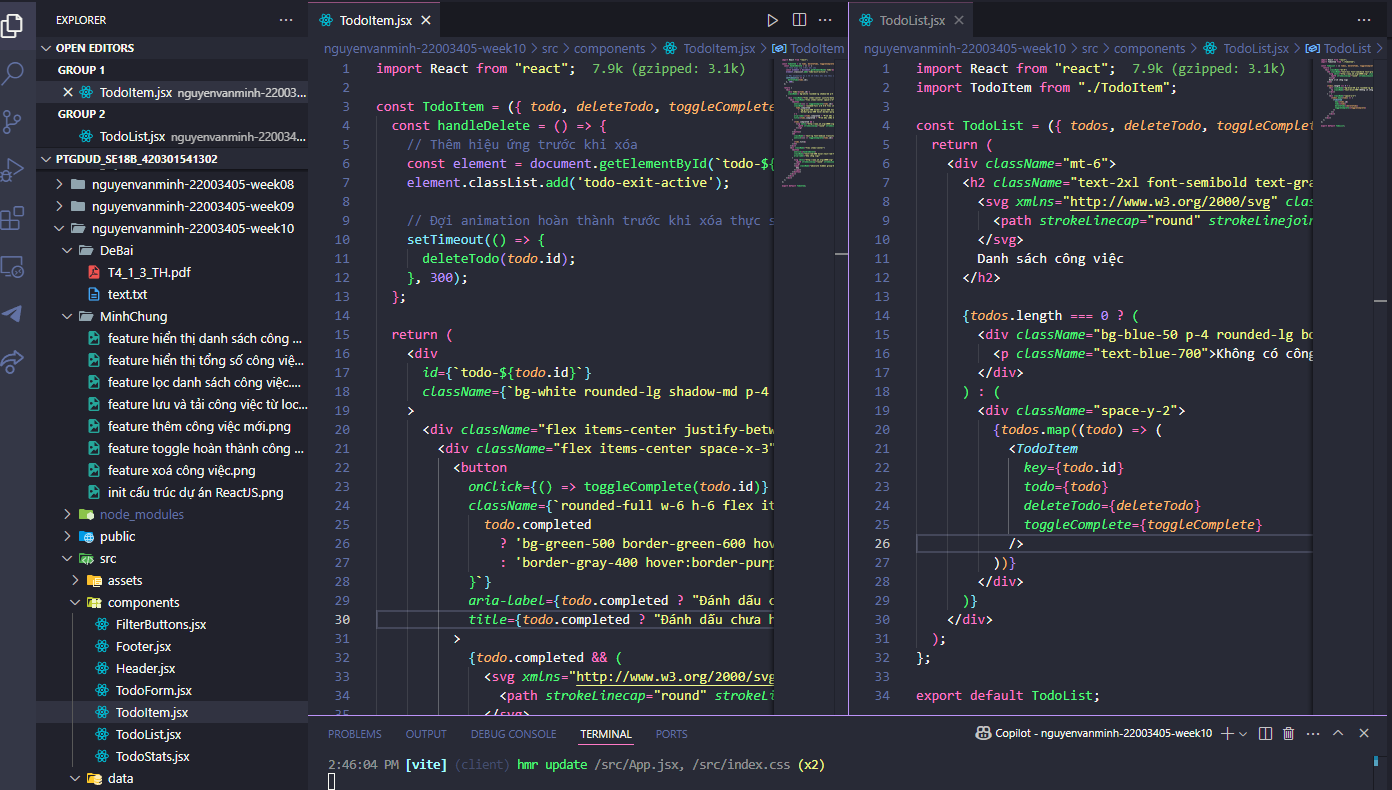 EXPLORER
OPEN EDITORS
GROUP 1
TodoItem.jsx nguyenvanminh-22003...
GROUP 2
TodoList.jsx nguyenvanminh-220034...
PTGDUD_SE18B_420301541302
nguyenvanminh-22003405-week08
nguyenvanminh-22003405-week09
nguyenvanminh-22003405-week10
DeBai
T4_1_3_TH.pdf
text.txt
MinhChung
feature hiển thị danh sách công ...
feature hiển thị tổng số công việ...
feature lọc danh sách công việc....
feature lưu và tải công việc từ loc...
feature thêm công việc mới.png
feature toggle hoàn thành công ...
feature xoá công việc.png
init cấu trúc dự án ReactJS.png
node_modules
public
src
assets
components
FilterButtons.jsx
Footer.jsx
Header.jsx
TodoForm.jsx
TodoItem.jsx
TodoList.jsx
TodoStats.jsx
data
TodoItem.jsx
nguyenvanminh-22003405-week10 > src > components > TodoItem.jsx > TodoItem
1 import React from "react"; 7.9k (gzipped: 3.1k)
2
3 const TodoItem = ({ todo, deleteTodo, toggleComplete
4 const handleDelete = () => {
5 // Thêm hiệu ứng trước khi xóa
6 const element = document.getElementById(`todo-${
7 element.classList.add('todo-exit-active');
8
9 // Đợi animation hoàn thành trước khi xóa thực s
10 setTimeout(() => {
11 deleteTodo(todo.id);
12 }, 300);
13 };
14
15 return (
16 <div
17 id={`todo-${todo.id}`}
18 className={`bg-white rounded-lg shadow-md p-4
19 >
20 <div className="flex items-center justify-betw
21 <div className="flex items-center space-x-3"
22 <button
23 onClick={() => toggleComplete(todo.id)}
24 className={`rounded-full w-6 h-6 flex it
25 todo.completed
26 ? 'bg-green-500 border-green-600 hov
27 : 'border-gray-400 hover:border-purp
28 }`}
29 aria-label={todo.completed ? "Đánh dấu c
30 title={todo.completed ? "Đánh dấu chưa h
31 >
32 {todo.completed && (
33 <svg xmlns="http://www.w3.org/2000/svg
34 <path strokeLinecap="round" strokeLi
35 </svg>
TodoList.jsx
nguyenvanminh-22003405-week10 > src > components > TodoList.jsx > TodoList >
1 import React from "react"; 7.9k (gzipped: 3.1k)
2 import TodoItem from "./TodoItem";
3
4 const TodoList = ({ todos, deleteTodo, toggleComplet
5 return (
6 <div className="mt-6">
7 <h2 className="text-2xl font-semibold text-gra
8 <svg xmlns="http://www.w3.org/2000/svg" clas
9 <path strokeLinecap="round" strokeLinejoin
10 </svg>
11 Danh sách công việc
12 </h2>
13
14 {todos.length === 0 ? (
15 <div className="bg-blue-50 p-4 rounded-lg bo
16 <p className="text-blue-700">Không có công
17 </div>
18 ) : (
19 <div className="space-y-2">
20 {todos.map((todo) => (
21 <TodoItem
22 key={todo.id}
23 todo={todo}
24 deleteTodo={deleteTodo}
25 toggleComplete={toggleComplete}
26 />
27 ))}
28 </div>
29 )}
30 </div>
31 );
32 };
33
34 export default TodoList;
PROBLEMS OUTPUT DEBUG CONSOLE TERMINAL PORTS
Copilot - nguyenvanminh-22003405-week10
2:46:04 PM [vite] (client) hmr update /src/App.jsx, /src/index.css (x2)